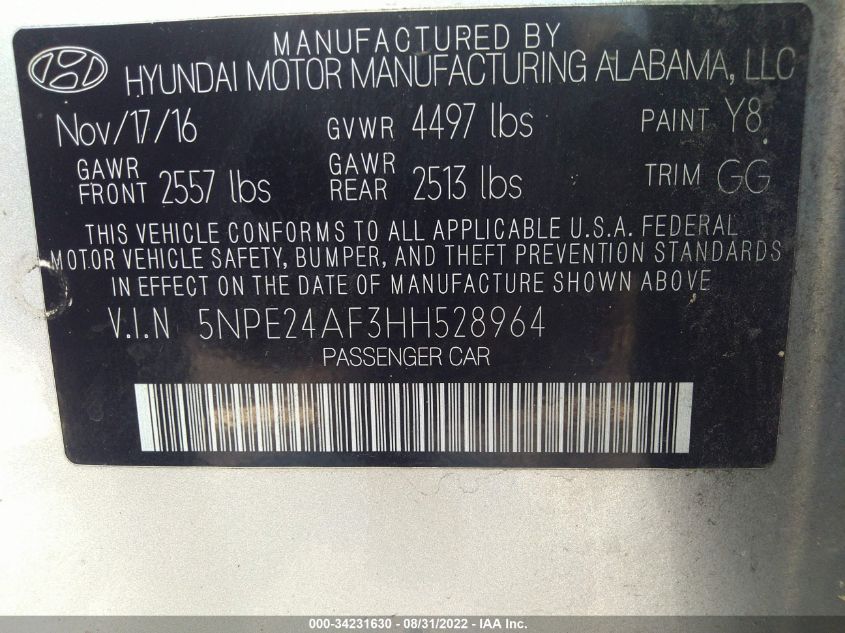 MANUFACTURED BY
HYUNDAI MOTOR MANUFACTURING ALABAMA, LLC
Nov/17/16 GVWR 4497 lbs PAINT Y8
GAWR FRONT 2557 lbs GAWR REAR 2513 lbs TRIM GG
THIS VEHICLE CONFORMS TO ALL APPLICABLE U.S.A. FEDERAL
MOTOR VEHICLE SAFETY, BUMPER, AND THEFT PREVENTION STANDARDS
IN EFFECT ON THE DATE OF MANUFACTURE SHOWN ABOVE
V.I.N 5NPE24AF3HH528964
PASSENGER CAR
000-34231630 - 08/31/2022 - IAA Inc.